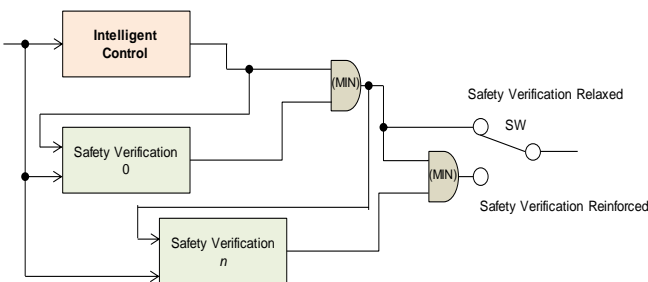 Intelligent
Control
(MIN)
Safety Verification Relaxed
SW
Safety Verification
0
(MIN)
Safety Verification Reinforced
Safety Verification
n